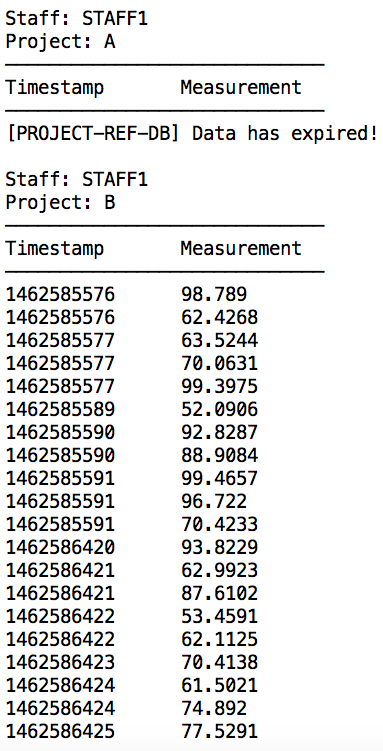 Staff: STAFF1
Project: A
Timestamp Measurement
[PROJECT-REF-DB] Data has expired!
Staff: STAFF1
Project: B
Timestamp Measurement
1462585576 98.789
1462585576 62.4268
1462585577 63.5244
1462585577 70.0631
1462585577 99.3975
1462585589 52.0906
1462585590 92.8287
1462585590 88.9084
1462585591 99.4657
1462585591 96.722
1462585591 70.4233
1462586420 93.8229
1462586421 62.9923
1462586421 87.6102
1462586422 53.4591
1462586422 62.1125
1462586423 70.4138
1462586424 61.5021
1462586424 74.892
1462586425 77.5291